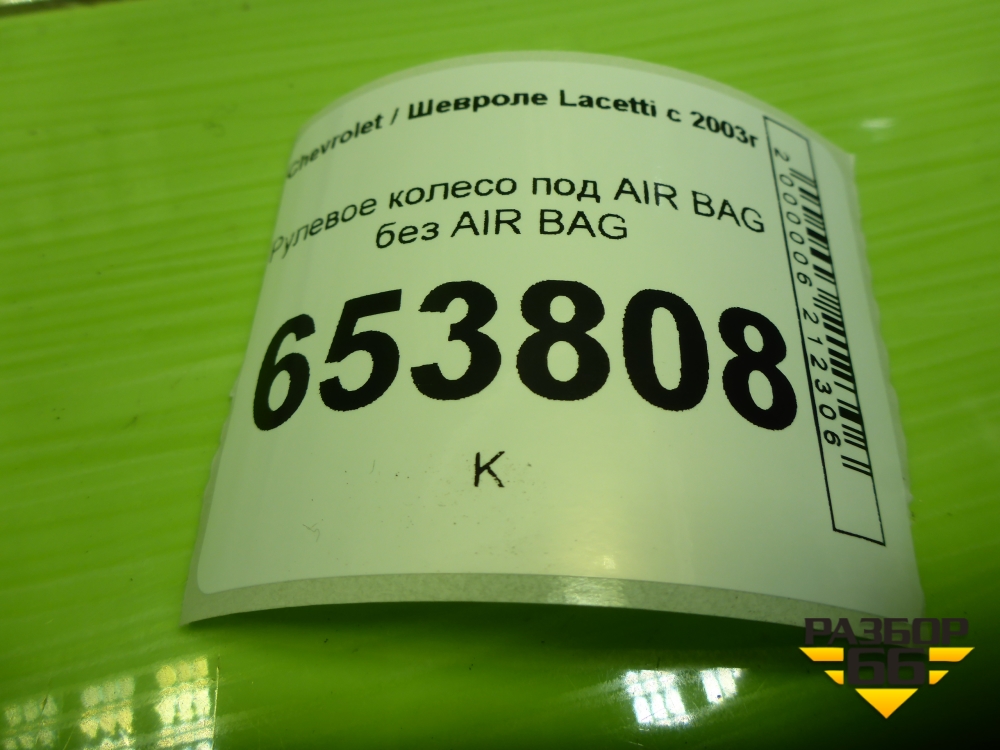 Chevrolet / Шевроле Lacetti с 2003г
Рулевое колесо под AIR BAG
без AIR BAG
653808
К
2000006212306
РАЗБОР
66